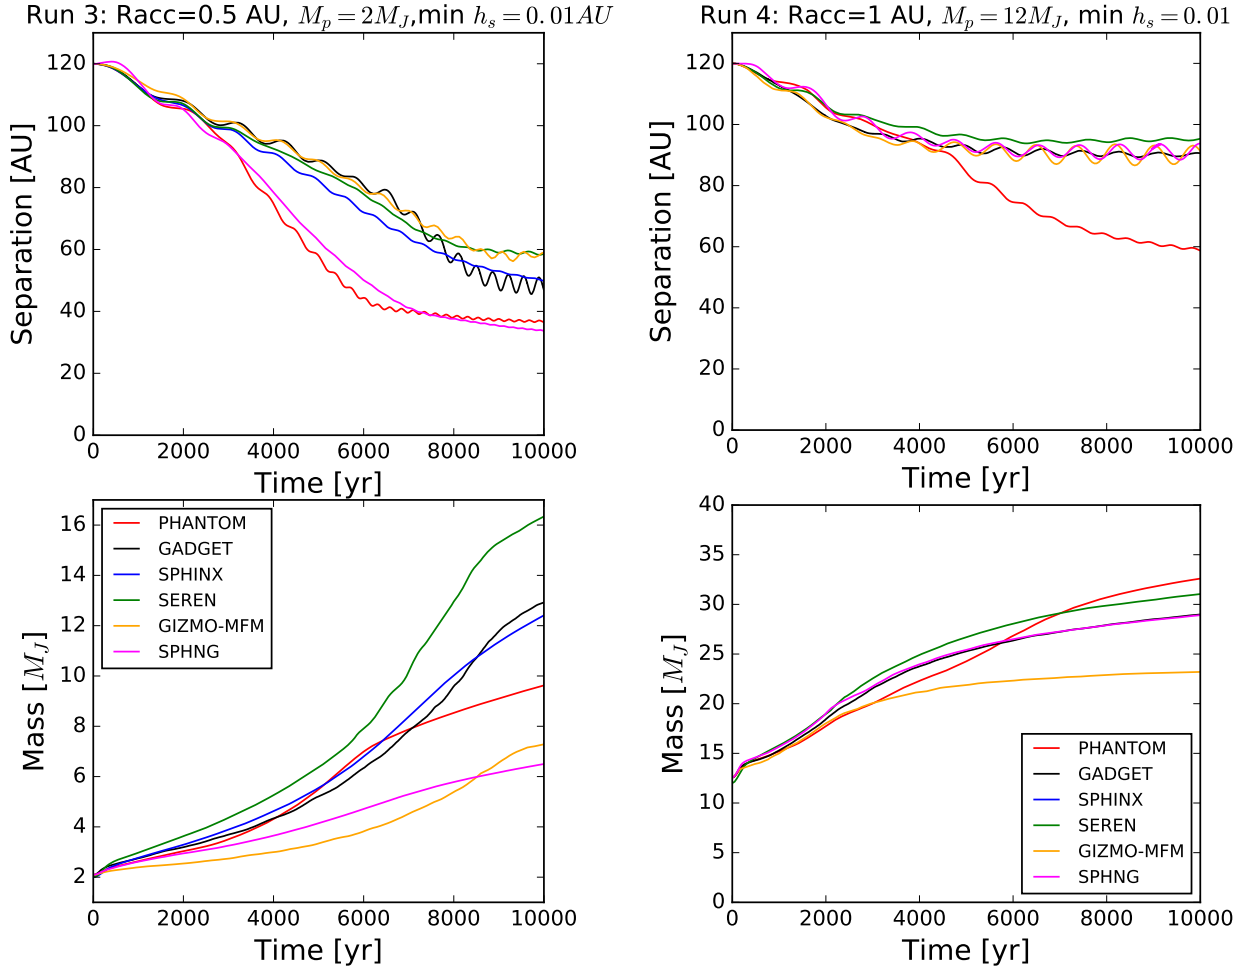 Run 3: Racc=0.5 AU, M_p = 2M_J,min h_s = 0.01AU
120
100
80
60
40
20
0
Separation [AU]
0 2000 4000 6000 8000 10000
Time [yr]
Run 4: Racc=1 AU, M_p = 12M_J, min h_s = 0.01
120
100
80
60
40
20
0
Separation [AU]
0 2000 4000 6000 8000 10000
Time [yr]
16
14
12
10
8
6
4
2
Mass [M_J]
PHANTOM
GADGET
SPHINX
SEREN
GIZMO-MFM
SPHNG
0 2000 4000 6000 8000 10000
Time [yr]
40
35
30
25
20
15
10
5
0
Mass [M_J]
PHANTOM
GADGET
SPHINX
SEREN
GIZMO-MFM
SPHNG
0 2000 4000 6000 8000 10000
Time [yr]